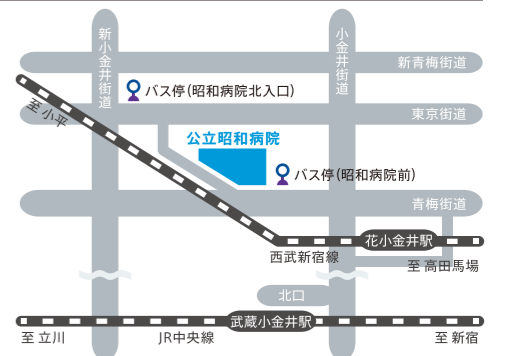 新小金井街道
小金井街道
新青梅街道
バス停(昭和病院北入口)
至 小平
東京街道
公立昭和病院
バス停(昭和病院前)
青梅街道
花小金井駅
西武新宿線
至 高田馬場
北口
武蔵小金井駅
至 立川
JR中央線
至 新宿